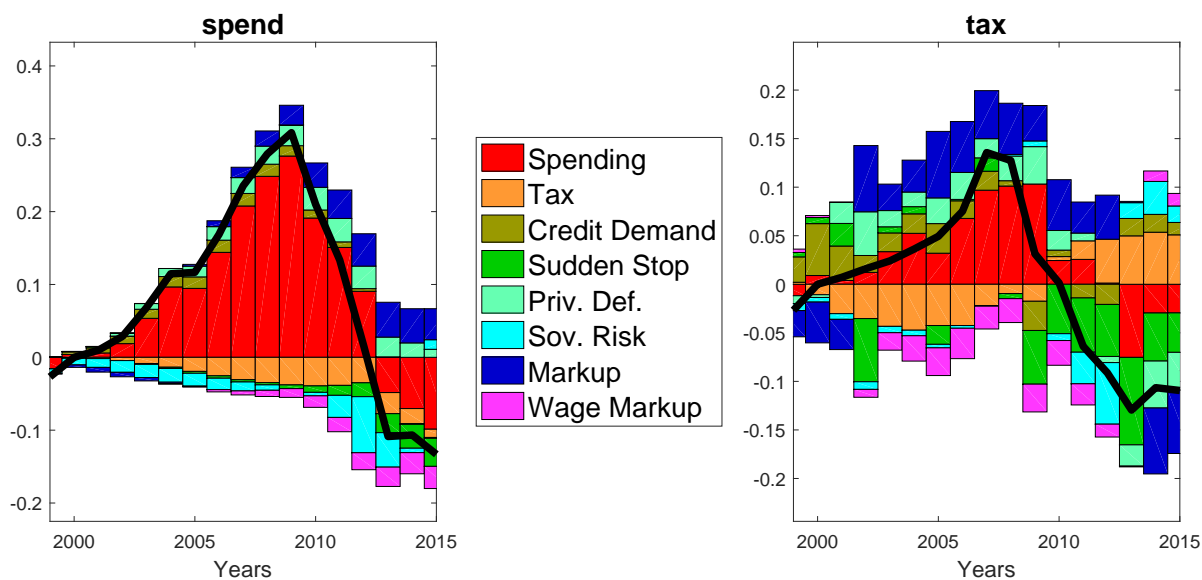 spend
0.4
0.3
0.2
0.1
0
-0.1
-0.2
2000 2005 2010 2015
Years
Spending
Tax
Credit Demand
Sudden Stop
Priv. Def.
Sov. Risk
Markup
Wage Markup
tax
0.2
0.15
0.1
0.05
0
-0.05
-0.1
-0.15
-0.2
2000 2005 2010 2015
Years